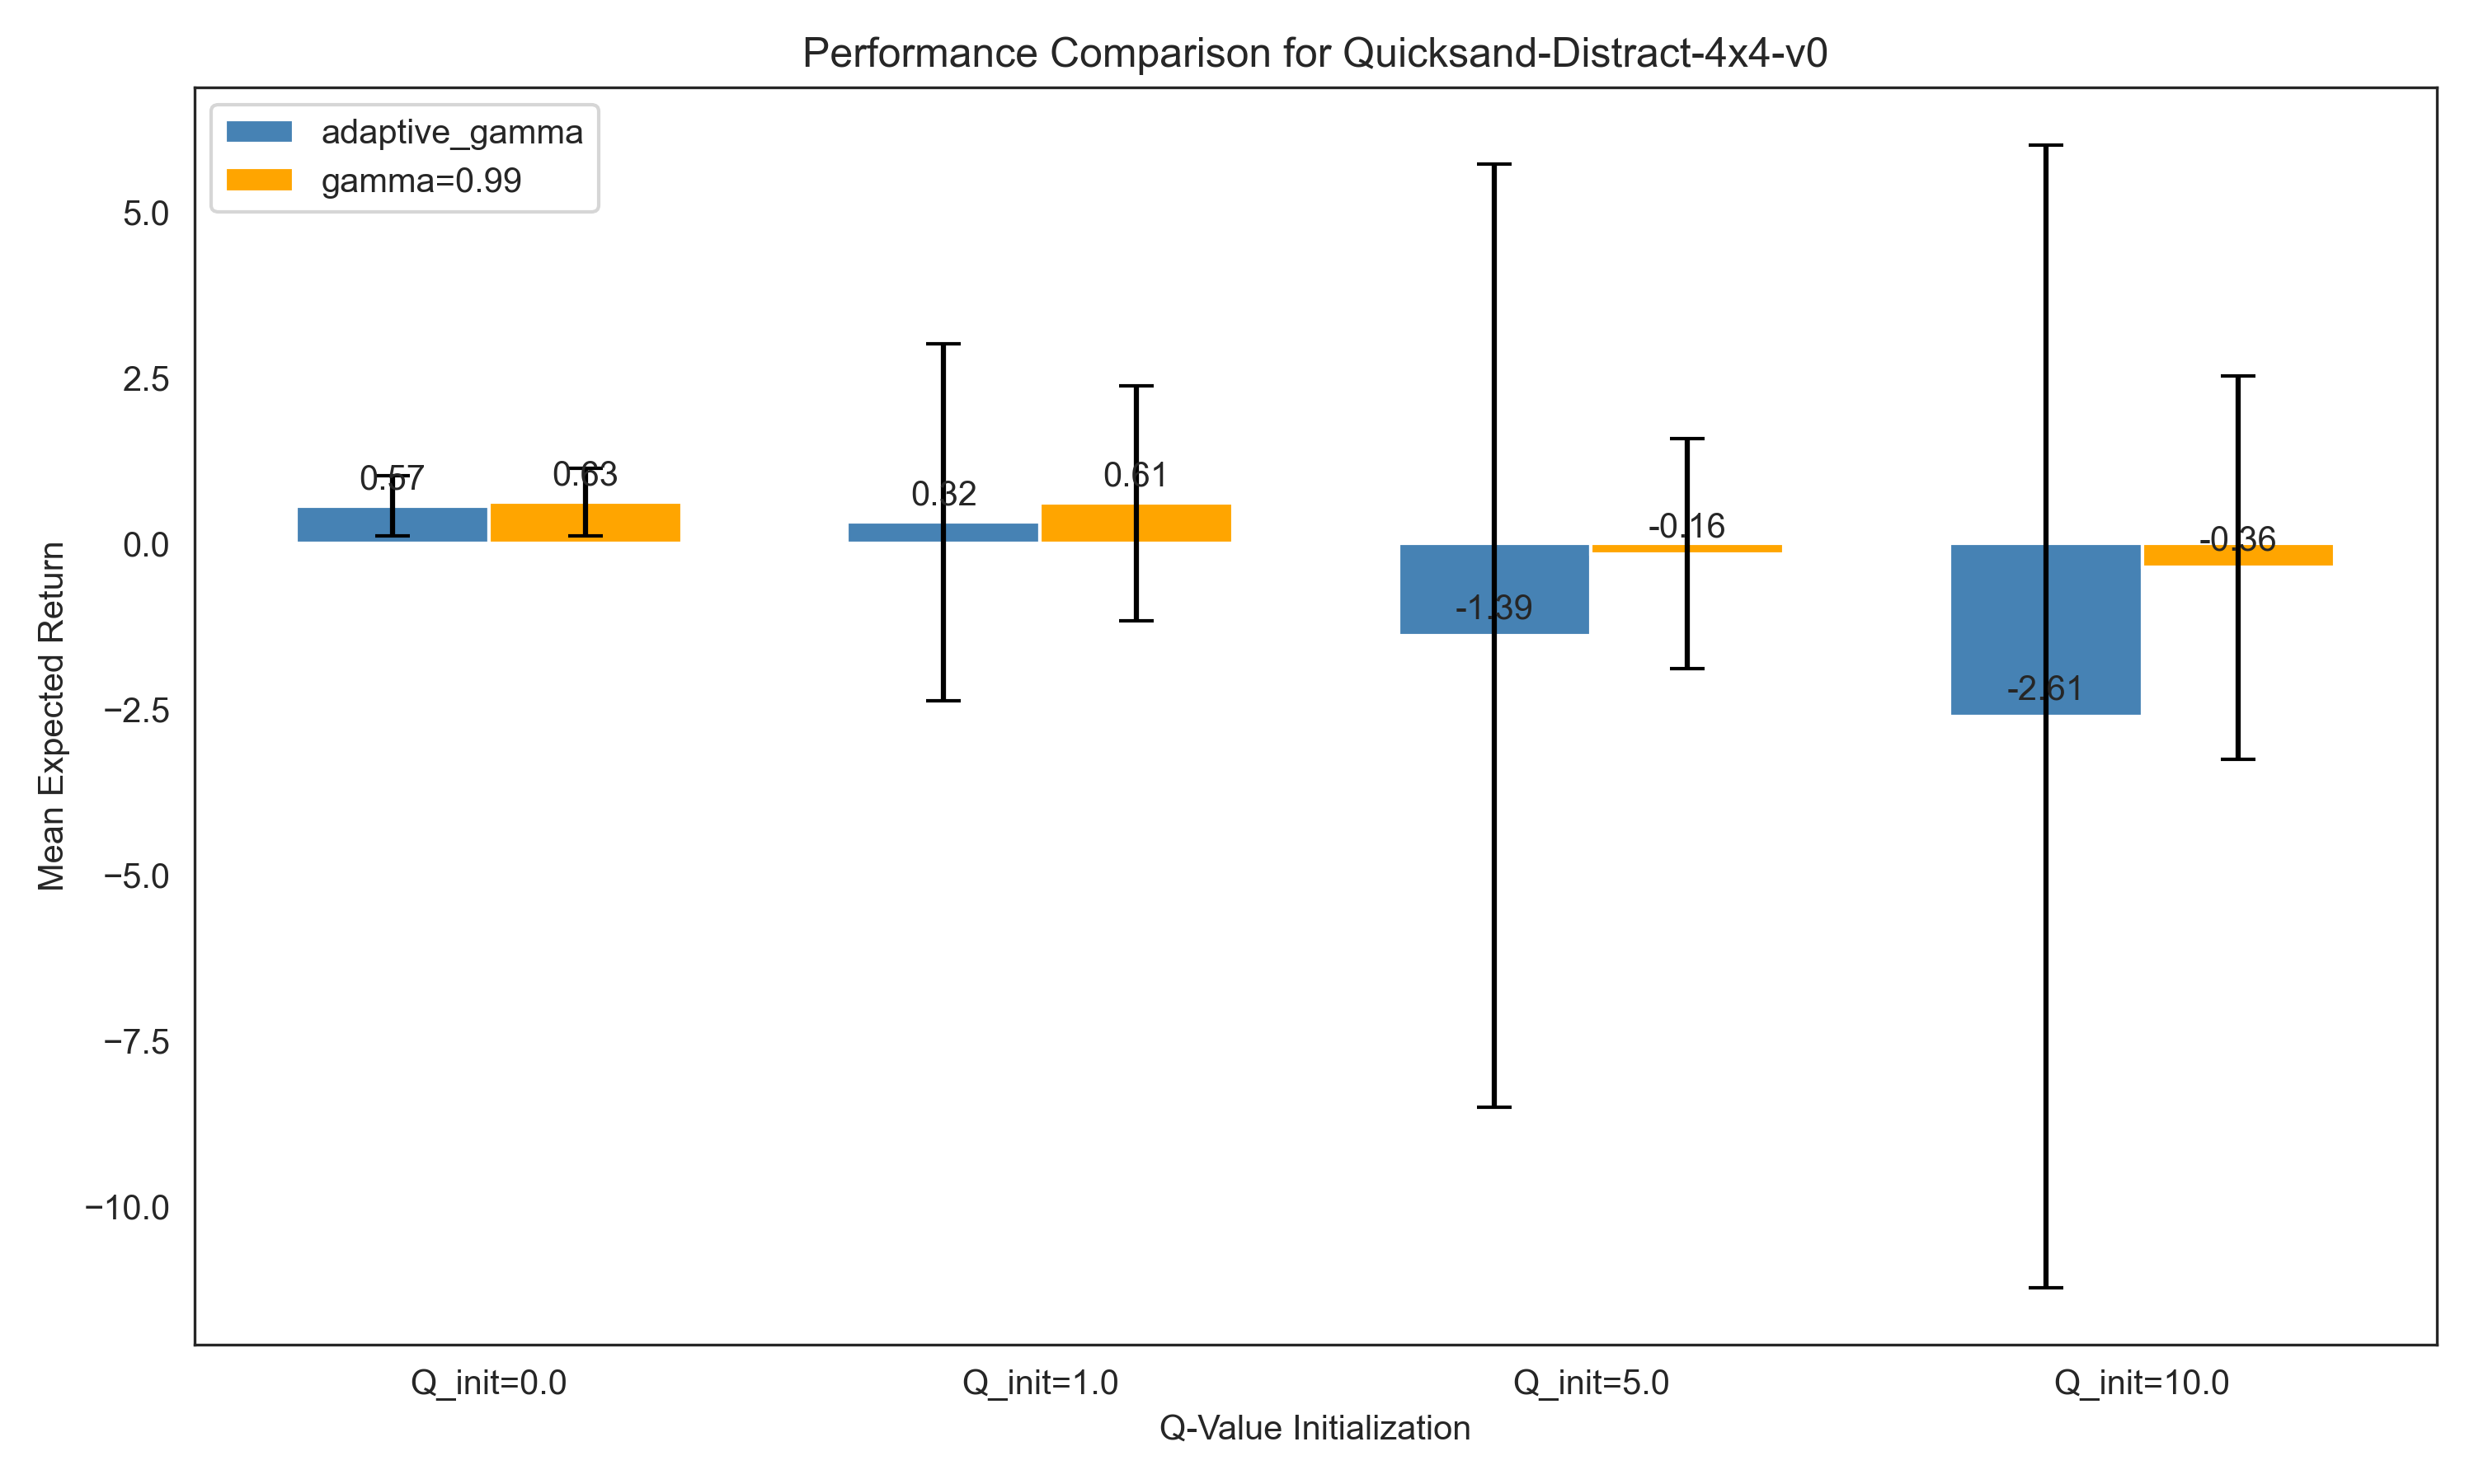 Performance Comparison for Quicksand-Distract-4x4-v0
adaptive_gamma
gamma=0.99
5.0
2.5
0.0
−2.5
−5.0
−7.5
−10.0
Mean Expected Return
0.57
0.63
0.32
0.61
-1.39
-0.16
-2.61
-0.36
Q_init=0.0
Q_init=1.0
Q_init=5.0
Q_init=10.0
Q-Value Initialization